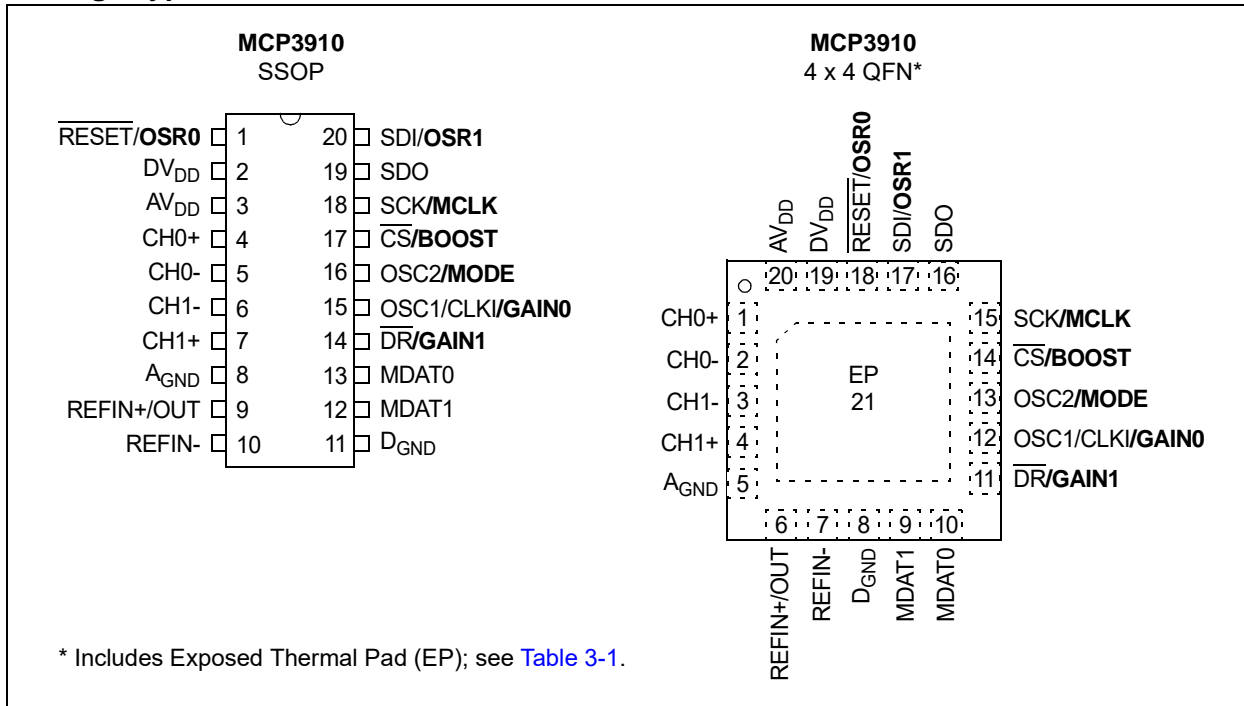 MCP3910
SSOP
RESET/OSR0 1
DVDD 2
AVDD 3
CH0+ 4
CH0- 5
CH1- 6
CH1+ 7
AGND 8
REFIN+/OUT 9
REFIN- 10
20 SDI/OSR1
19 SDO
18 SCK/MCLK
17 CS/BOOST
16 OSC2/MODE
15 OSC1/CLKI/GAIN0
14 DR/GAIN1
13 MDAT0
12 MDAT1
11 DGND
MCP3910
4 x 4 QFN*
AVDD
DVDD
RESET/OSR0
SDI/OSR1
SDO
20 19 18 17 16
CH0+ 1
CH0- 2
CH1- 3
CH1+ 4
AGND 5
EP
21
15 SCK/MCLK
14 CS/BOOST
13 OSC2/MODE
12 OSC1/CLKI/GAIN0
11 DR/GAIN1
6 7 8 9 10
REFIN+/OUT
REFIN-
DGND
MDAT1
MDAT0
* Includes Exposed Thermal Pad (EP); see Table 3-1.